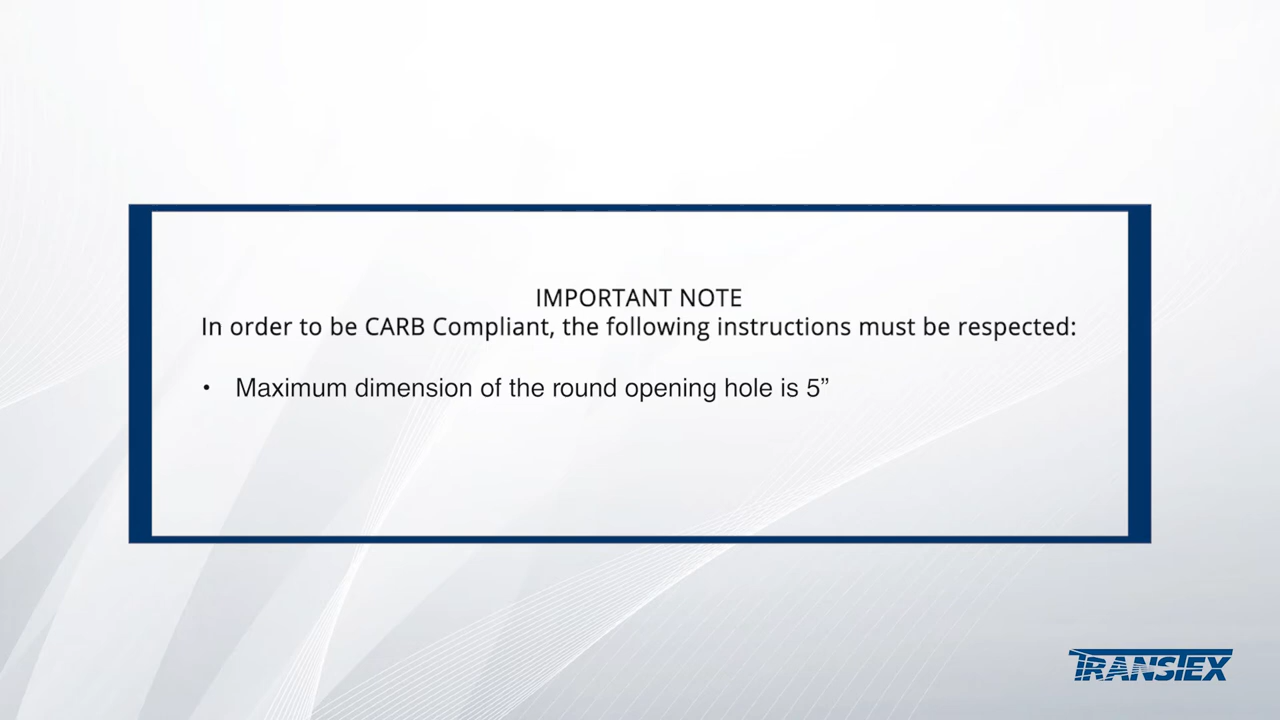 IMPORTANT NOTE
In order to be CARB Compliant, the following instructions must be respected:
• Maximum dimension of the round opening hole is 5”
TRANSTEX